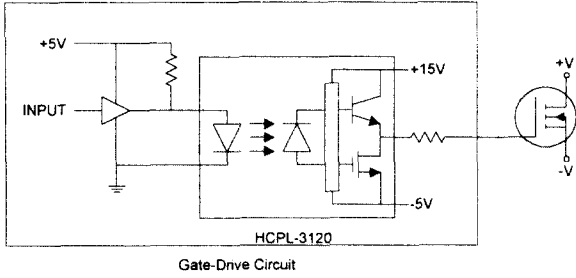 +5V
+15V
+V
INPUT
-V
-5V
HCPL-3120
Gate-Drive Circuit